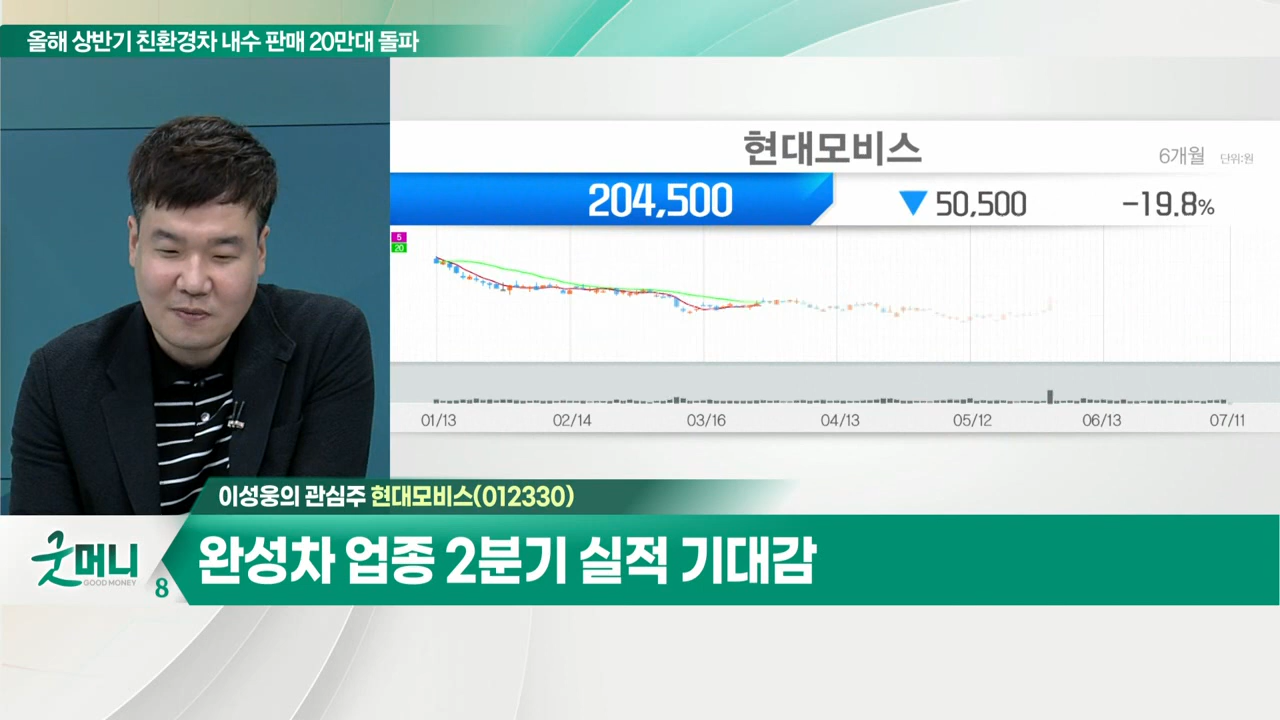 올해 상반기 친환경차 내수 판매 20만대 돌파
현대모비스
6개월 단위:원
204,500 ▼ 50,500 -19.8%
5
20
01/13 02/14 03/16 04/13 05/12 06/13 07/11
이성웅의 관심주 현대모비스(012330)
완성차 업종 2분기 실적 기대감
굿머니
GOOD MONEY
8